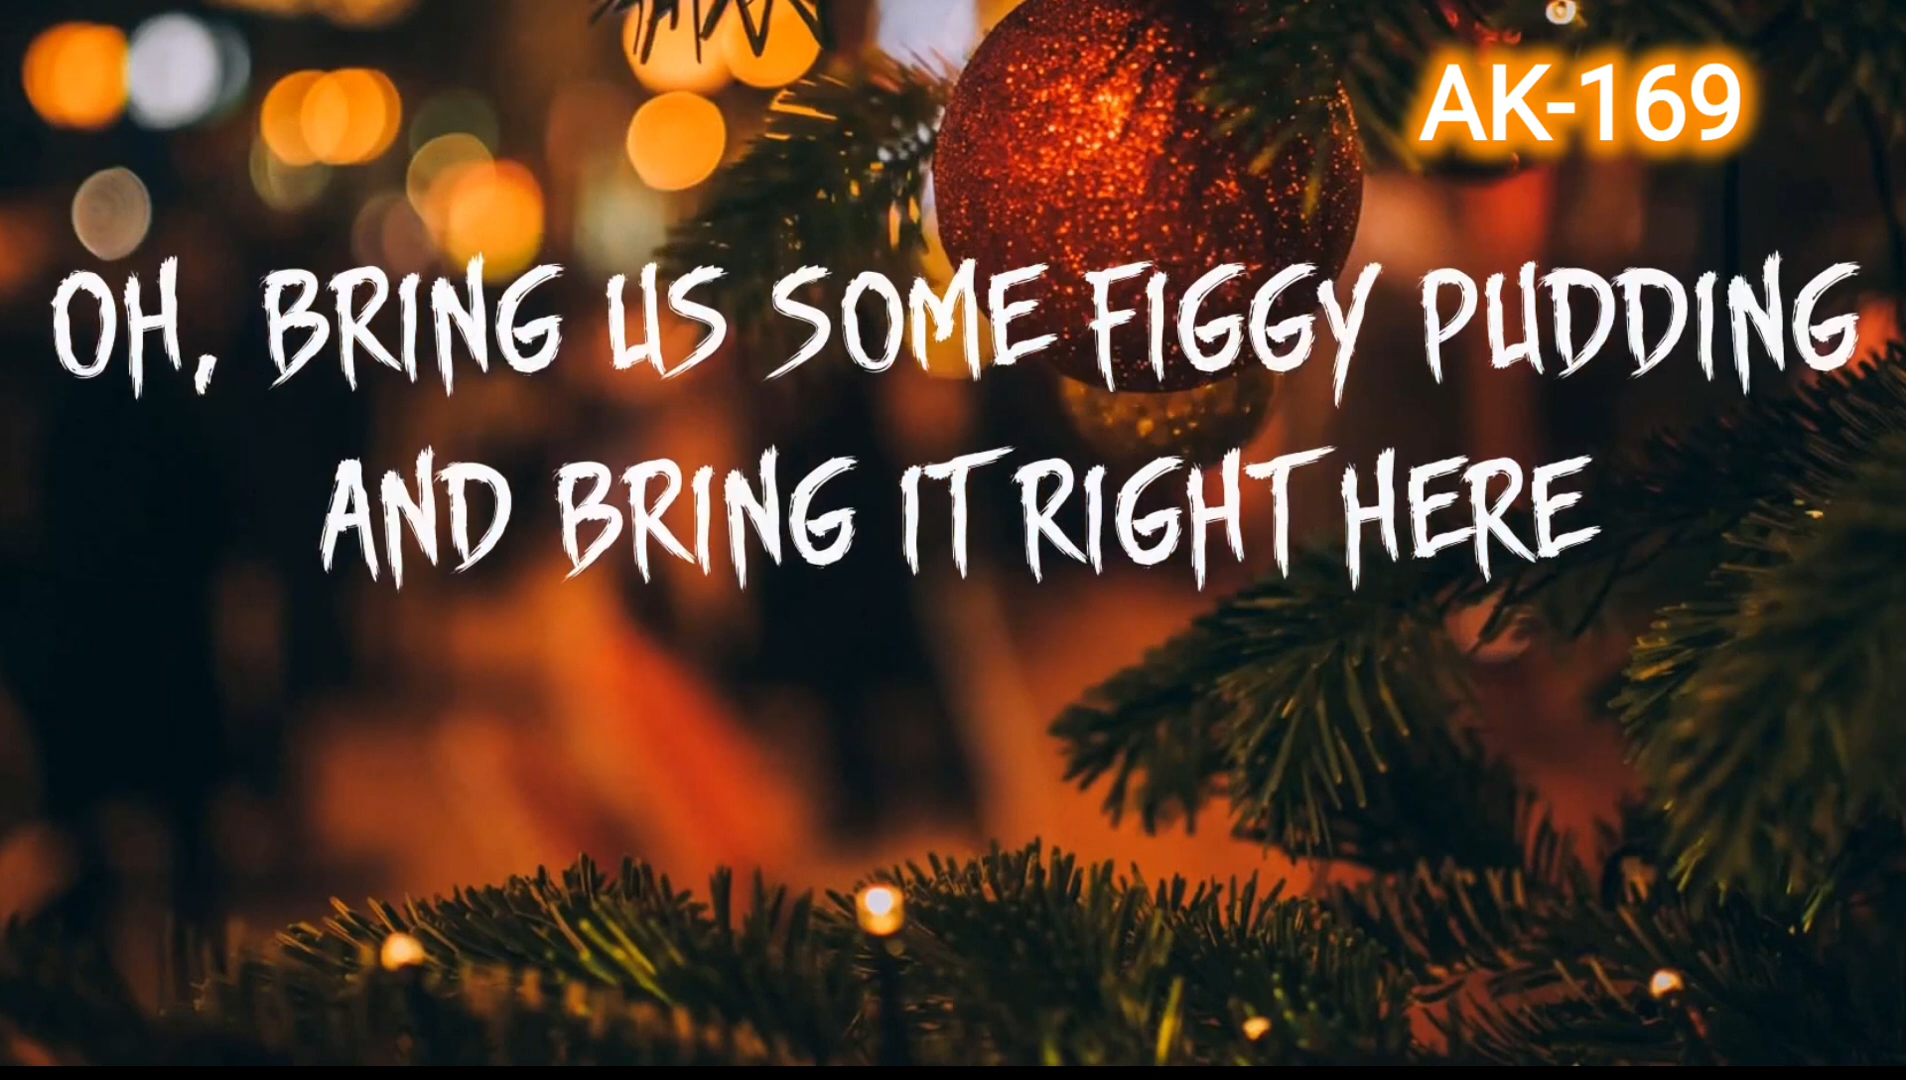 AK-169
OH, BRING US SOME FIGGY PUDDING
AND BRING IT RIGHT HERE